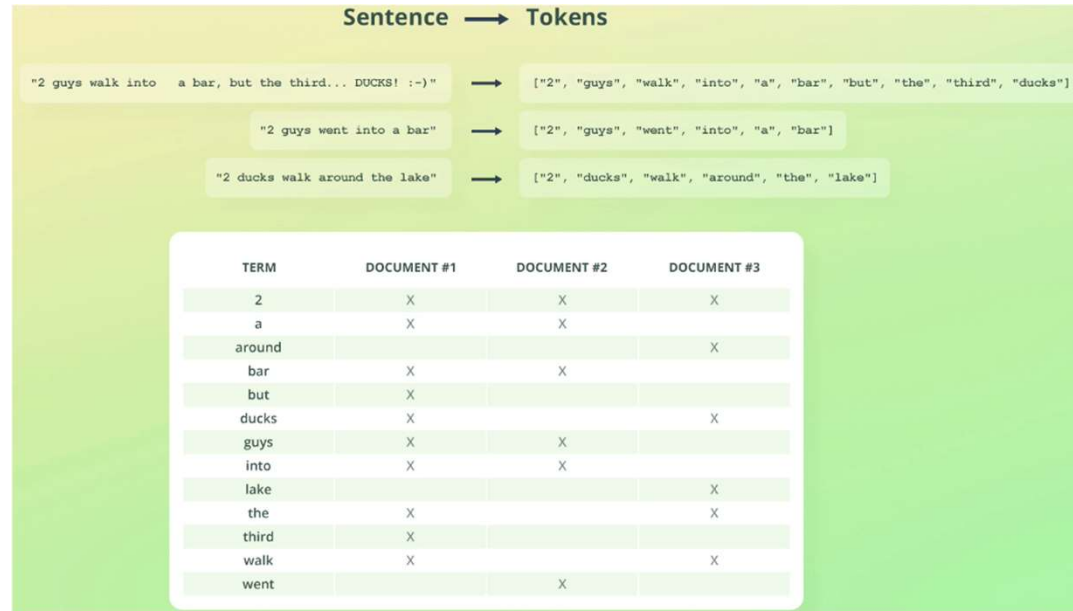 Sentence → Tokens
"2 guys walk into   a bar, but the third... DUCKS! :-)" → ["2", "guys", "walk", "into", "a", "bar", "but", "the", "third", "ducks"]
"2 guys went into a bar" → ["2", "guys", "went", "into", "a", "bar"]
"2 ducks walk around the lake" → ["2", "ducks", "walk", "around", "the", "lake"]
TERM DOCUMENT #1 DOCUMENT #2 DOCUMENT #3
2 X X X
a X X
around X
bar X X
but X
ducks X X
guys X X
into X X
lake X
the X X
third X
walk X X
went X